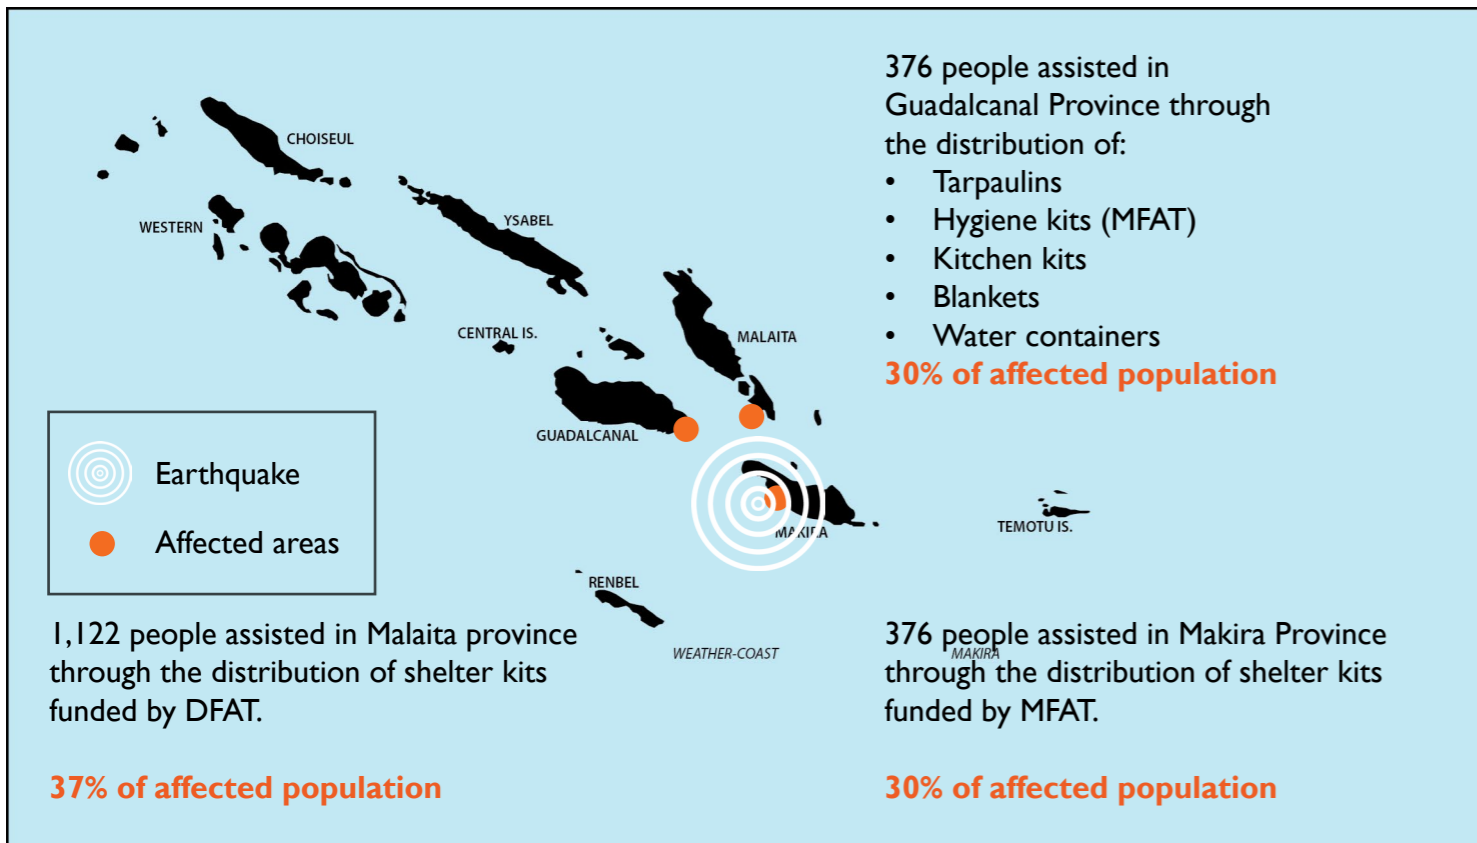 376 people assisted in
Guadalcanal Province through
the distribution of:
• Tarpaulins
• Hygiene kits (MFAT)
• Kitchen kits
• Blankets
• Water containers
30% of affected population
CHOISEUL
WESTERN
YSABEL
CENTRAL IS.
MALAITA
GUADALCANAL
MAKIRA
TEMOTU IS.
RENBEL
WEATHER-COAST
MAKIRA
Earthquake
Affected areas
1,122 people assisted in Malaita province
through the distribution of shelter kits
funded by DFAT.
37% of affected population
376 people assisted in Makira Province
through the distribution of shelter kits
funded by MFAT.
30% of affected population